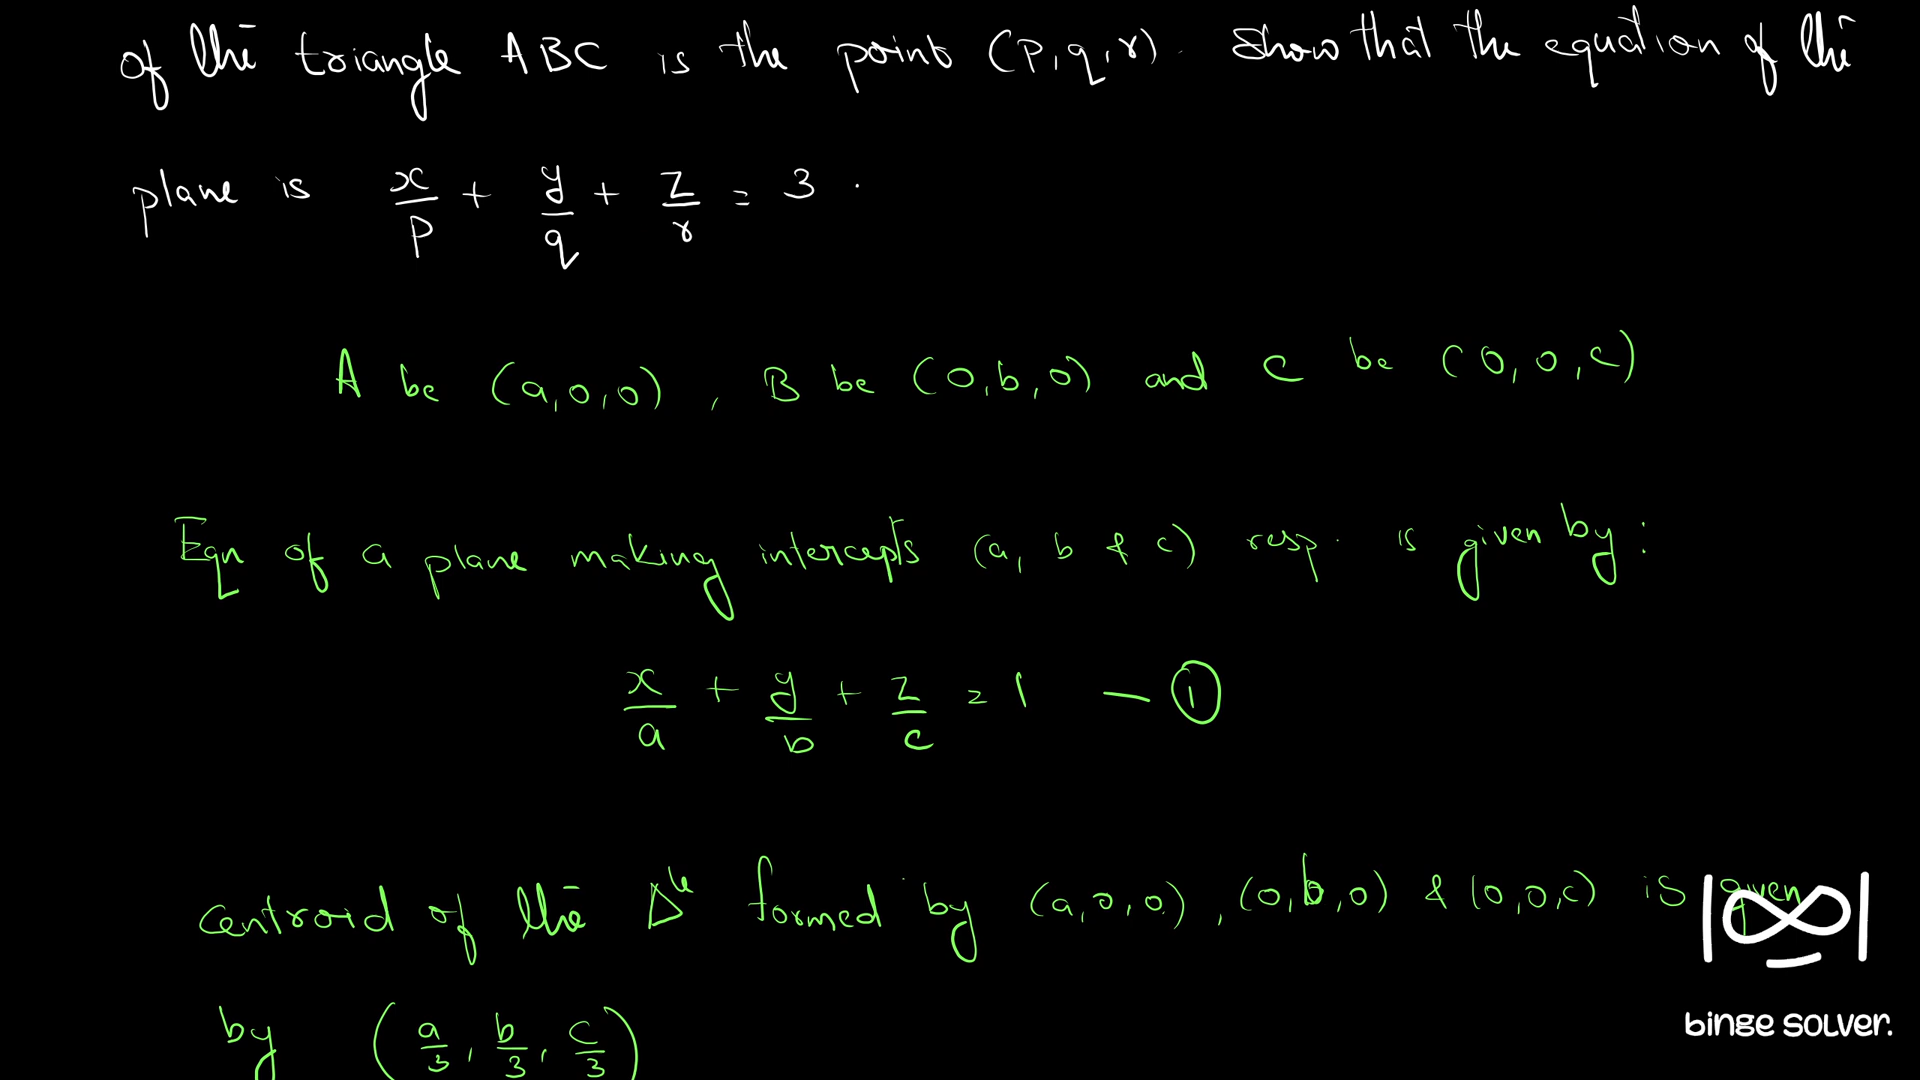 of the triangle ABC is the point (p,q,r). Show that the equation of the
plane is x/p + y/q + z/r = 3.
A be (a,0,0), B be (0,b,0) and C be (0,0,c)
Eqn of a plane making intercepts (a, b & c) resp. is given by:
x/a + y/b + z/c = 1 — ①
centroid of the Δle formed by (a,0,0), (0,b,0) & (0,0,c) is given
by (a/3, b/3, c/3)
binge solver.